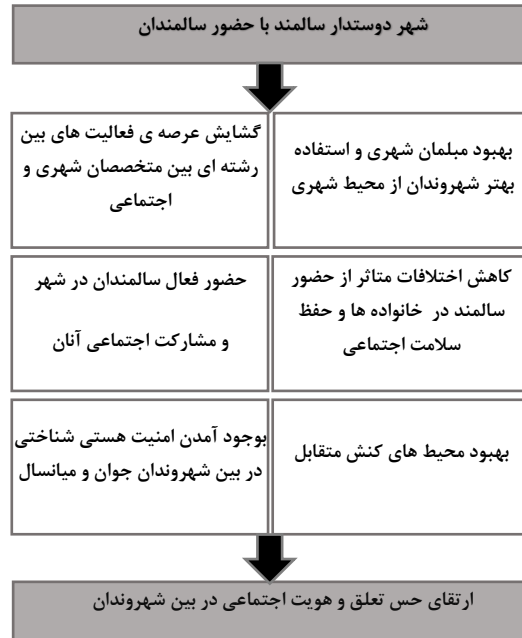 شهر دوستدار سالمند با حضور سالمندان
بهبود مبلمان شهری و استفاده
بهتر شهروندان از محیط شهری
گشایش عرصه ی فعالیت های بین
رشته ای بین متخصصان شهری و
اجتماعی
کاهش اختلافات متاثر از حضور
سالمند در خانواده ها و حفظ
سلامت اجتماعی
حضور فعال سالمندان در شهر
و مشارکت اجتماعی آنان
بهبود محیط های کنش متقابل
بوجود آمدن امنیت هستی شناختی
در بین شهروندان جوان و میانسال
ارتقای حس تعلق و هویت اجتماعی در بین شهروندان